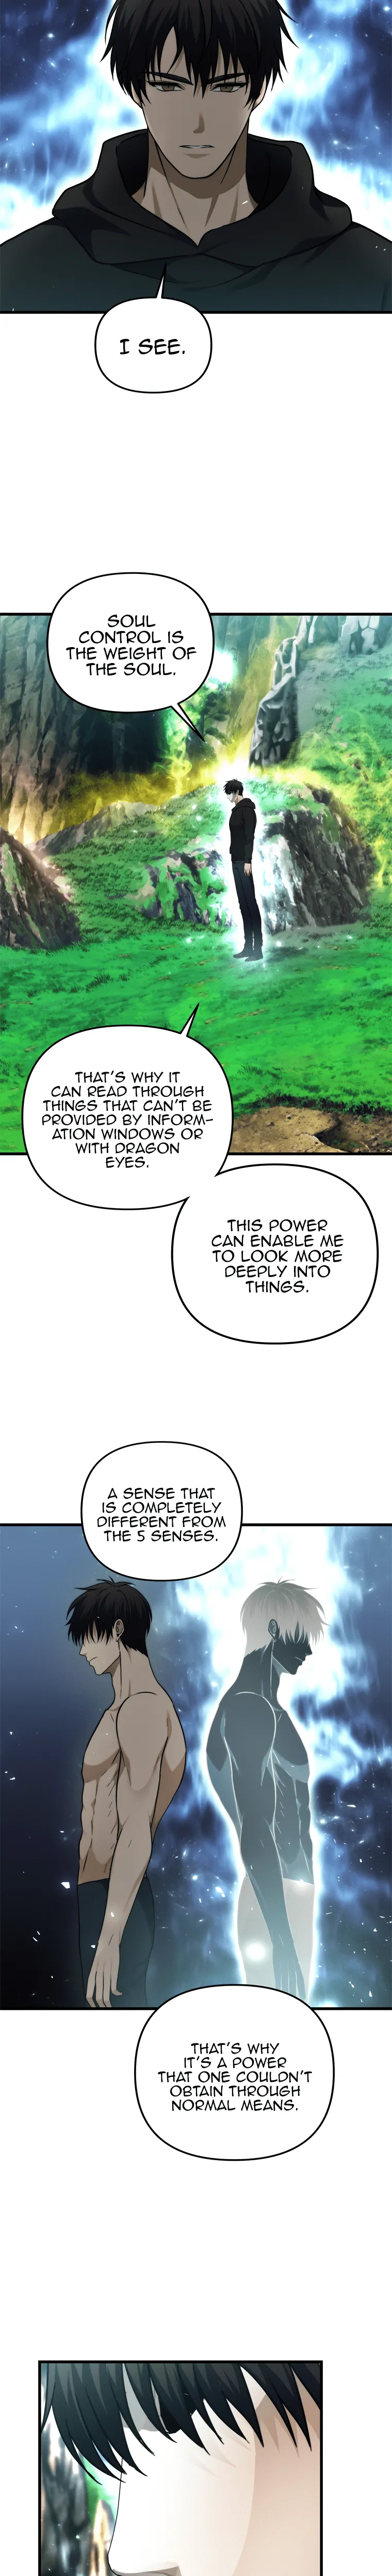 I SEE.
SOUL
CONTROL IS
THE WEIGHT OF
THE SOUL.
THAT'S WHY IT
CAN READ THROUGH
THINGS THAT CAN'T BE
PROVIDED BY INFORM-
ATION WINDOWS OR
WITH DRAGON
EYES.
THIS POWER
CAN ENABLE ME
TO LOOK MORE
DEEPLY INTO
THINGS.
A SENSE THAT
IS COMPLETELY
DIFFERENT FROM
THE 5 SENSES.
THAT'S WHY
IT'S A POWER
THAT ONE COULDN'T
OBTAIN THROUGH
NORMAL MEANS.